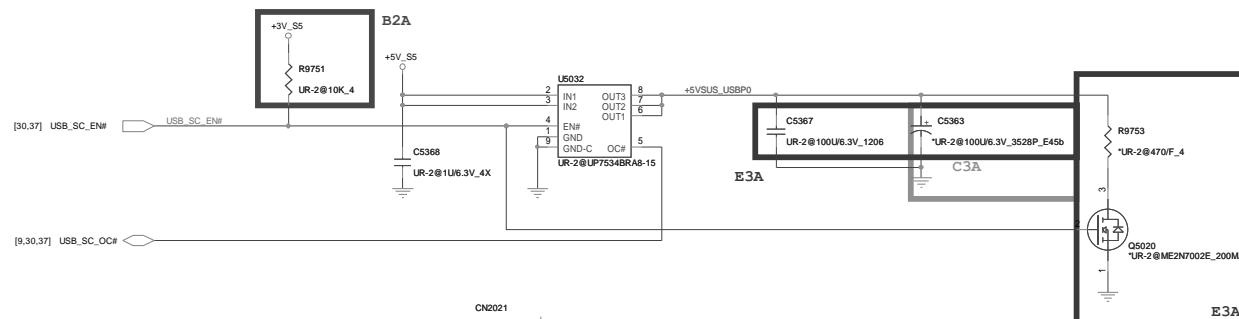 B2A
+3V_S5
+5V_S5
R9751
UR-2@10K_4
U5032
2 IN1 OUT3 8
3 IN2 OUT2 7
OUT1 6
+5VSUS_USBP0
[30,37] USB_SC_EN# USB_SC_EN#
4 EN#
1 GND
9 GND-C OC# 5
UR-2@UP7534BRA8-15
C5368
UR-2@1U/6.3V_4X
C5367
UR-2@100U/6.3V_1206
+ C5363
*UR-2@100U/6.3V_3528P_E45b
R9753
*UR-2@470/F_4
E3A
C3A
3
2
1
[9,30,37] USB_SC_OC#
Q5020
*UR-2@ME2N7002E_200M
CN2021
E3A